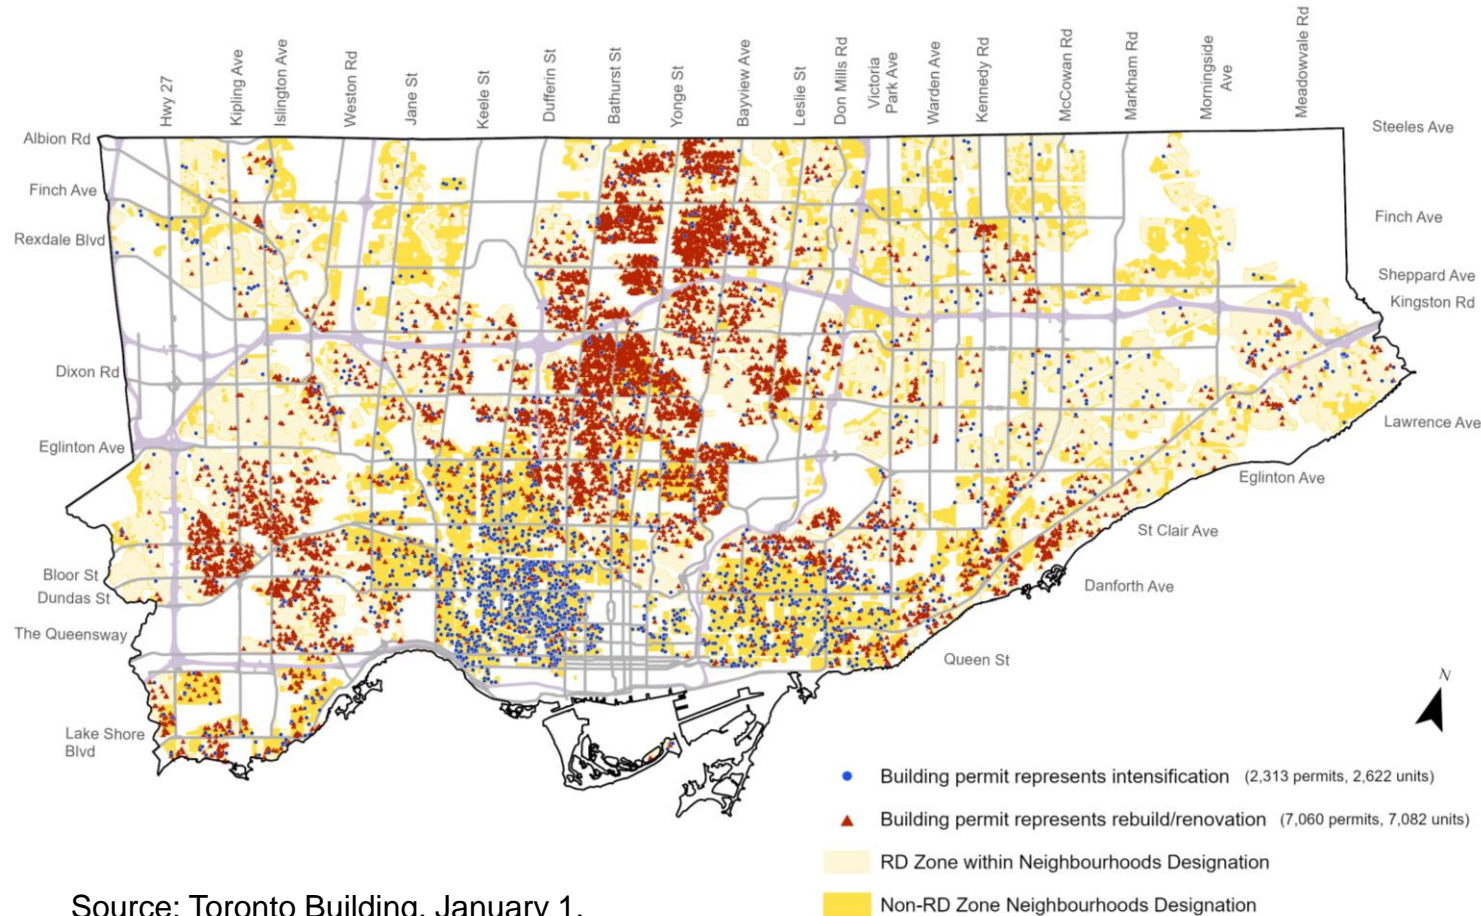 Hwy 27
Kipling Ave
Islington Ave
Weston Rd
Jane St
Keele St
Dufferin St
Bathurst St
Yonge St
Bayview Ave
Leslie St
Don Mills Rd
Victoria
Park Ave
Warden Ave
Kennedy Rd
McCowan Rd
Markham Rd
Morningside
Ave
Meadowvale Rd
Albion Rd
Finch Ave
Rexdale Blvd
Dixon Rd
Eglinton Ave
Bloor St
Dundas St
The Queensway
Lake Shore
Blvd
Steeles Ave
Finch Ave
Sheppard Ave
Kingston Rd
Lawrence Ave
Eglinton Ave
St Clair Ave
Danforth Ave
Queen St
N
Building permit represents intensification (2,313 permits, 2,622 units)
Building permit represents rebuild/renovation (7,060 permits, 7,082 units)
RD Zone within Neighbourhoods Designation
Non-RD Zone Neighbourhoods Designation
Source: Toronto Building, January 1,